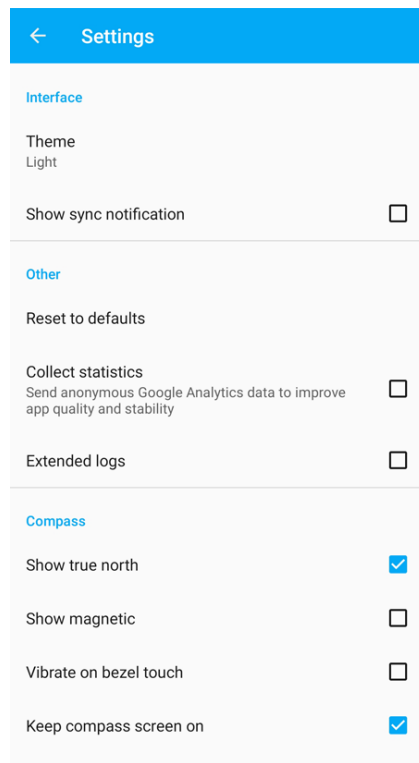 Settings
Interface
Theme
Light
Show sync notification
Other
Reset to defaults
Collect statistics
Send anonymous Google Analytics data to improve
app quality and stability
Extended logs
Compass
Show true north
Show magnetic
Vibrate on bezel touch
Keep compass screen on